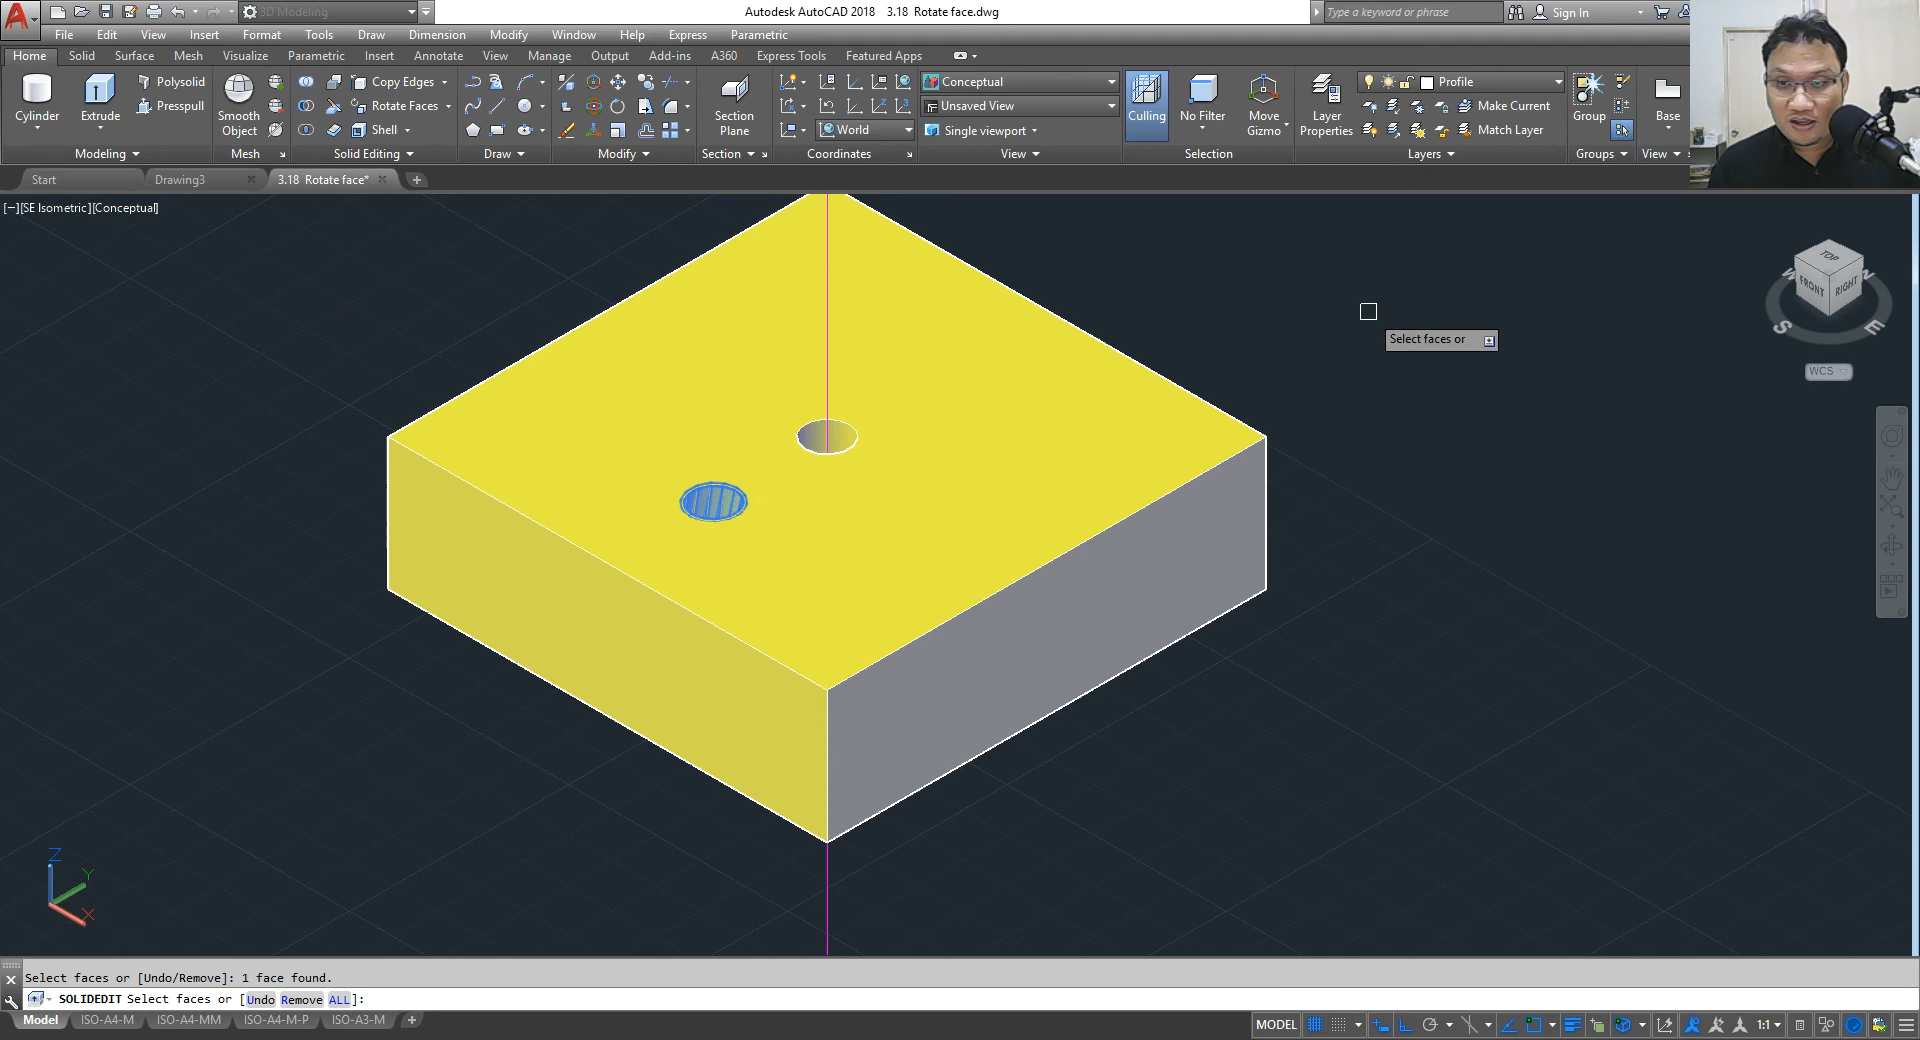 3D Modeling
Autodesk AutoCAD 2018 3.18 Rotate face.dwg
Type a keyword or phrase
Sign In
File Edit View Insert Format Tools Draw Dimension Modify Window Help Express Parametric
Home Solid Surface Mesh Visualize Parametric Insert Annotate View Manage Output Add-ins A360 Express Tools Featured Apps
Polysolid Copy Edges Conceptual Profile
Presspull Rotate Faces Unsaved View Make Current
Cylinder Extrude Smooth Object Shell Section Plane World Single viewport Culling No Filter Move Gizmo Layer Properties Match Layer Group Base
Modeling Mesh Solid Editing Draw Modify Section Coordinates View Selection Layers Groups View
Start Drawing3 3.18 Rotate face*
[−][SE Isometric][Conceptual]
TOP
FRONT RIGHT
W N
S E
WCS
Select faces or
Z
Y
X
Select faces or [Undo/Remove]: 1 face found.
SOLIDEDIT Select faces or [Undo Remove ALL]:
Model ISO-A4-M ISO-A4-MM ISO-A4-M-P ISO-A3-M
MODEL 1:1